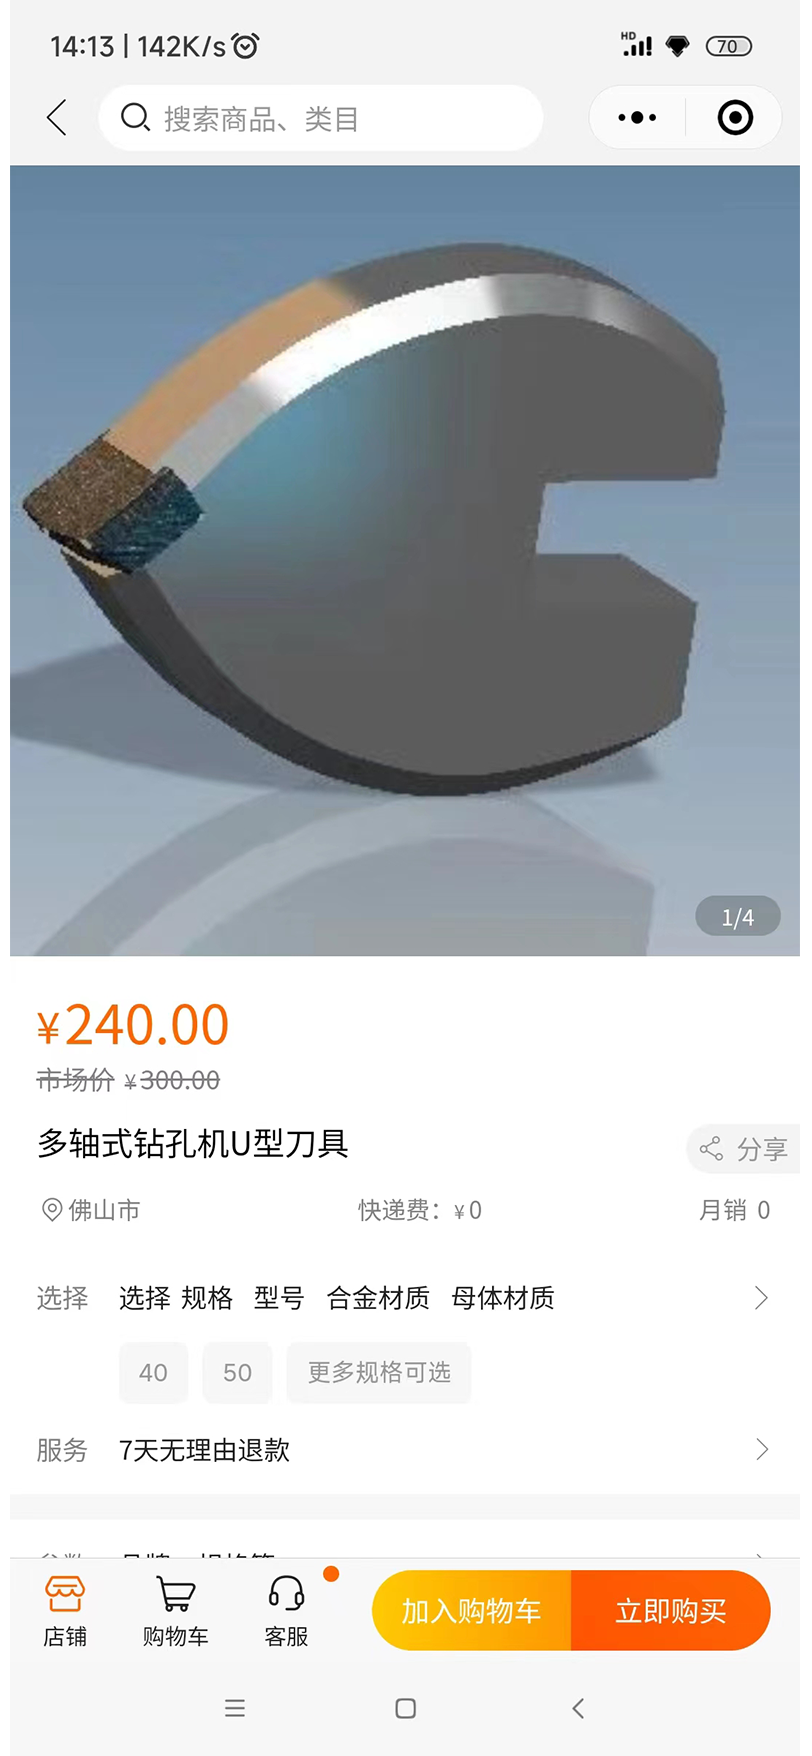 14:13 | 142K/s
HD
70
搜索商品、类目
1/4
¥240.00
市场价 ¥300.00
多轴式钻孔机U型刀具
分享
佛山市 快递费：¥0 月销 0
选择 选择 规格 型号 合金材质 母体材质
40 50 更多规格可选
服务 7天无理由退款
店铺 购物车 客服 加入购物车 立即购买